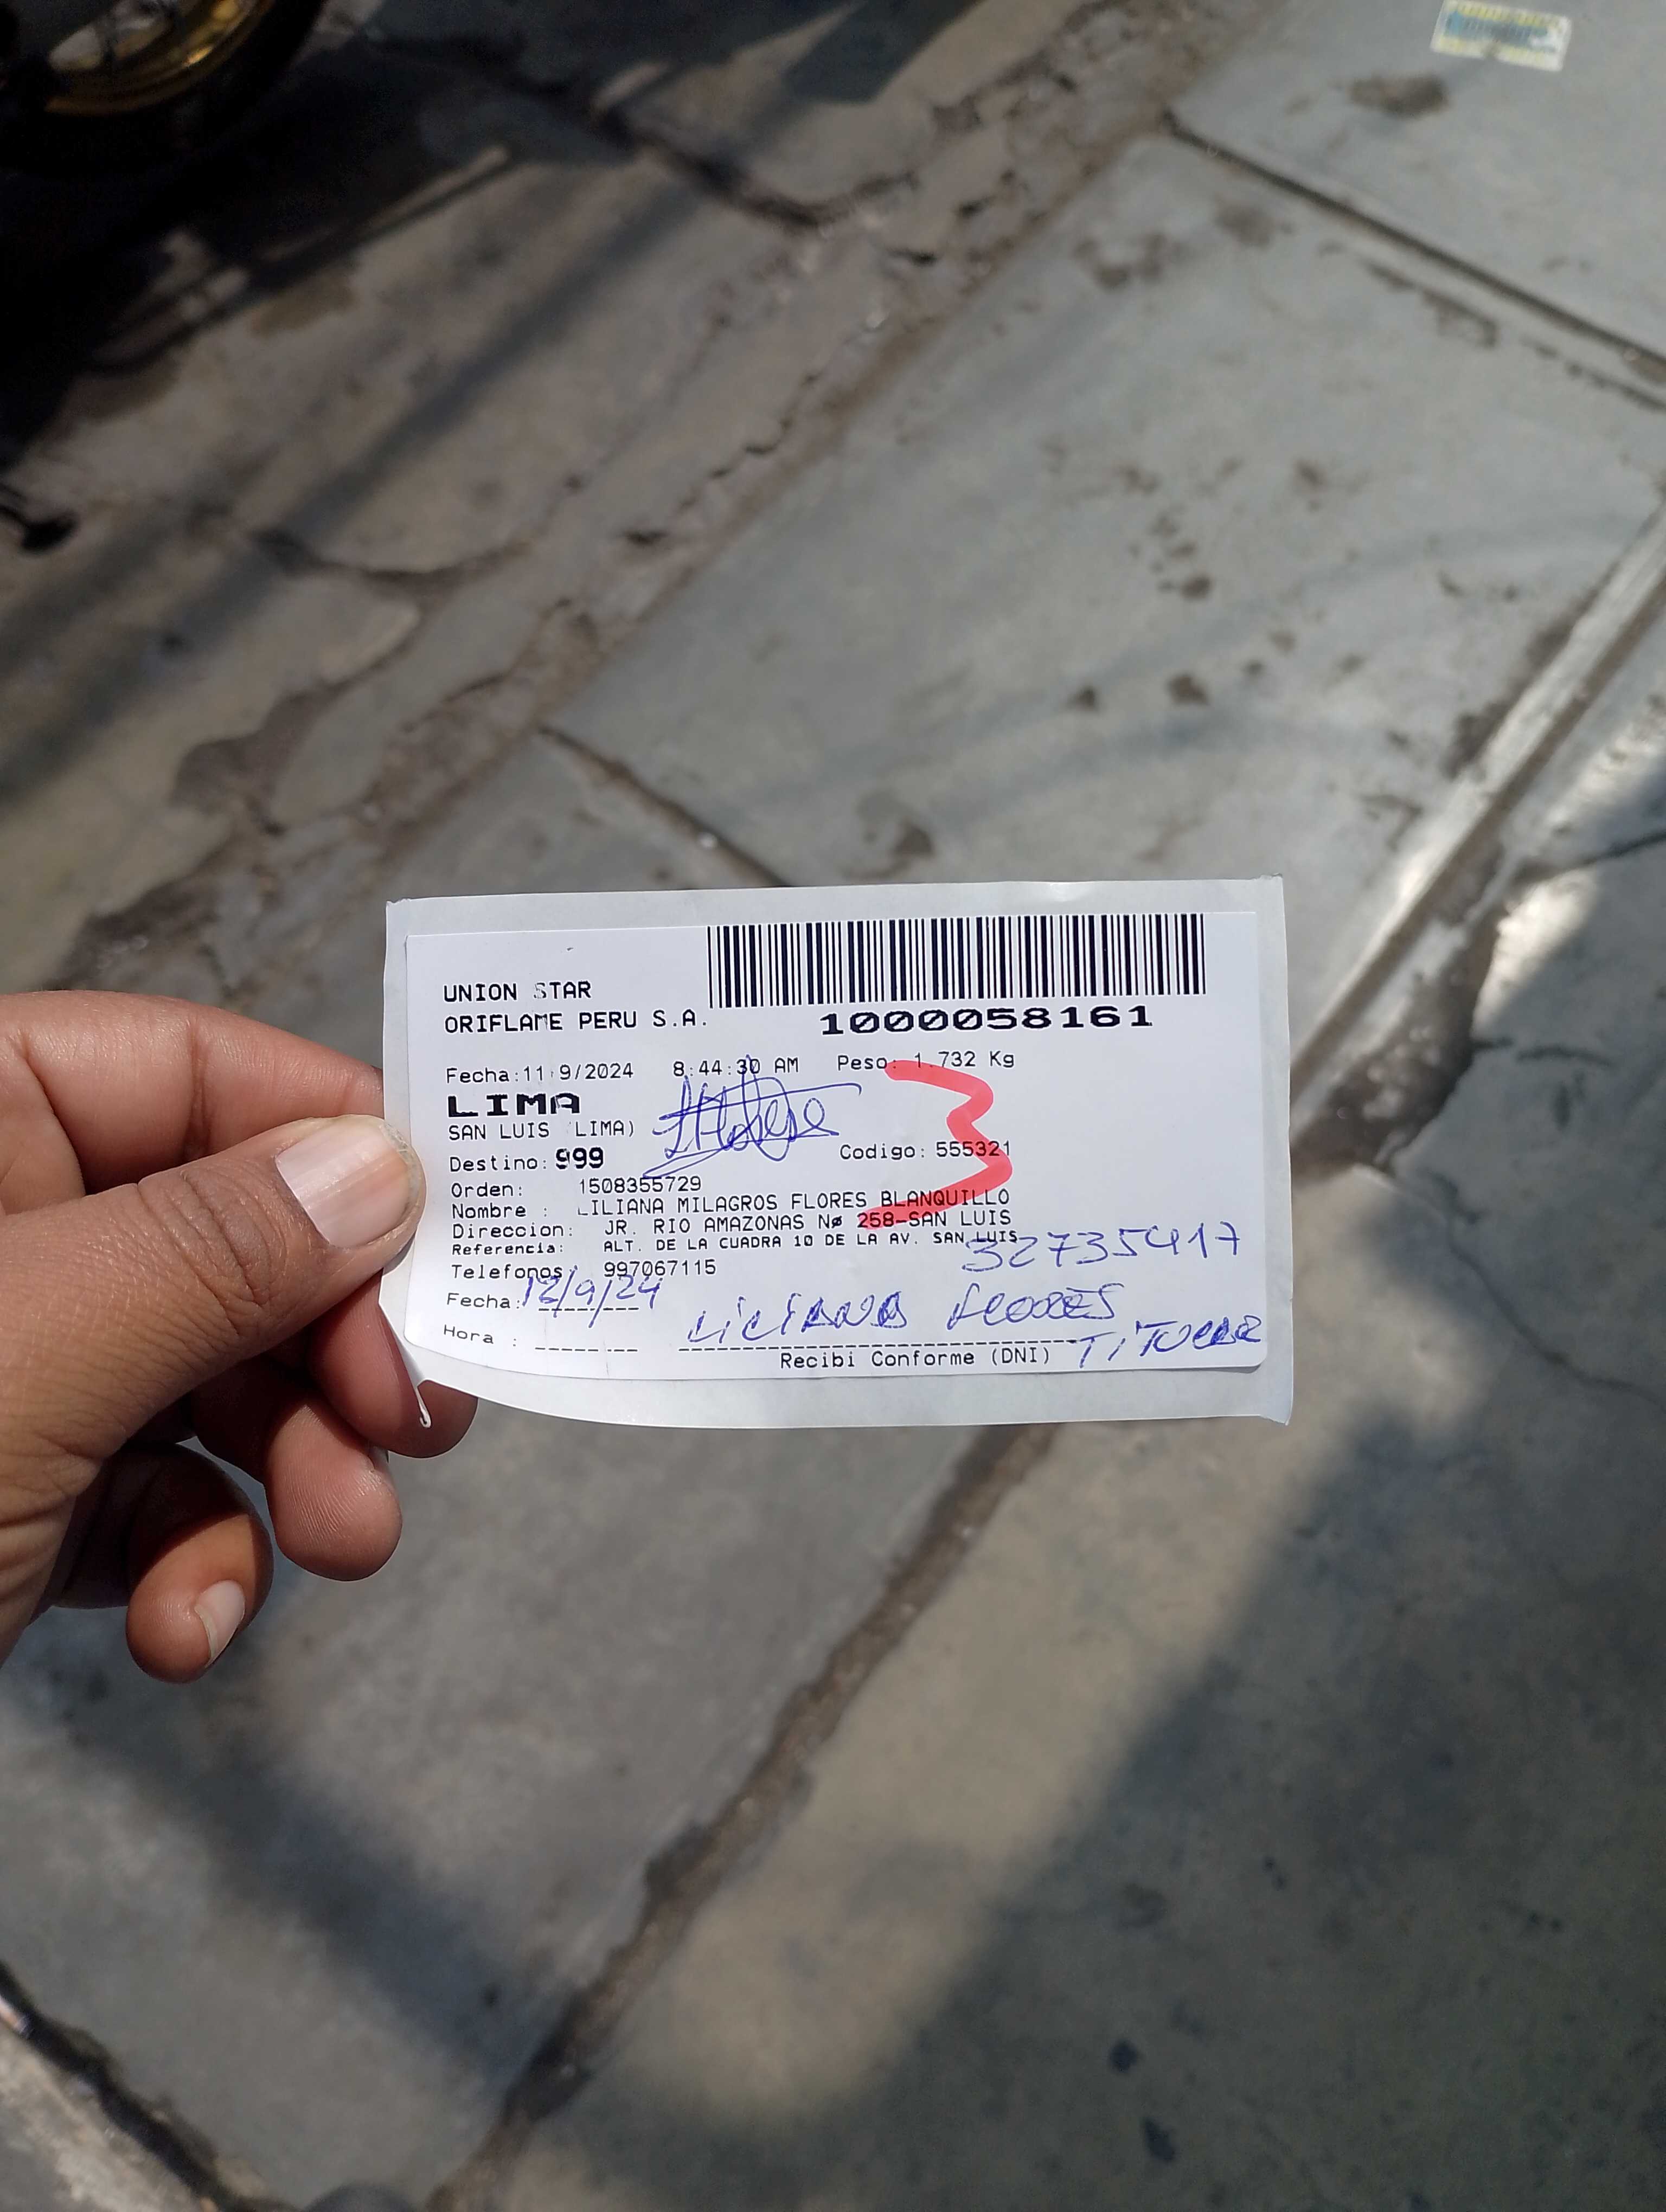 UNION STAR
ORIFLAME PERU S.A.
1000058161
Fecha:11/9/2024 8:44:30 AM Peso: 1.732 Kg
LIMA
SAN LUIS (LIMA)
Destino: 999 Codigo: 555321
3
Orden: 1508355729
Nombre : LILIANA MILAGROS FLORES BLANQUILLO
Direccion: JR. RIO AMAZONAS Nø 258-SAN LUIS
Referencia: ALT. DE LA CUADRA 10 DE LA AV. SAN LUIS
32735417
Telefonos: 997067115
Fecha: 12/9/24
LiLiANA FLORES
Hora :
Recibi Conforme (DNI) TITULAR